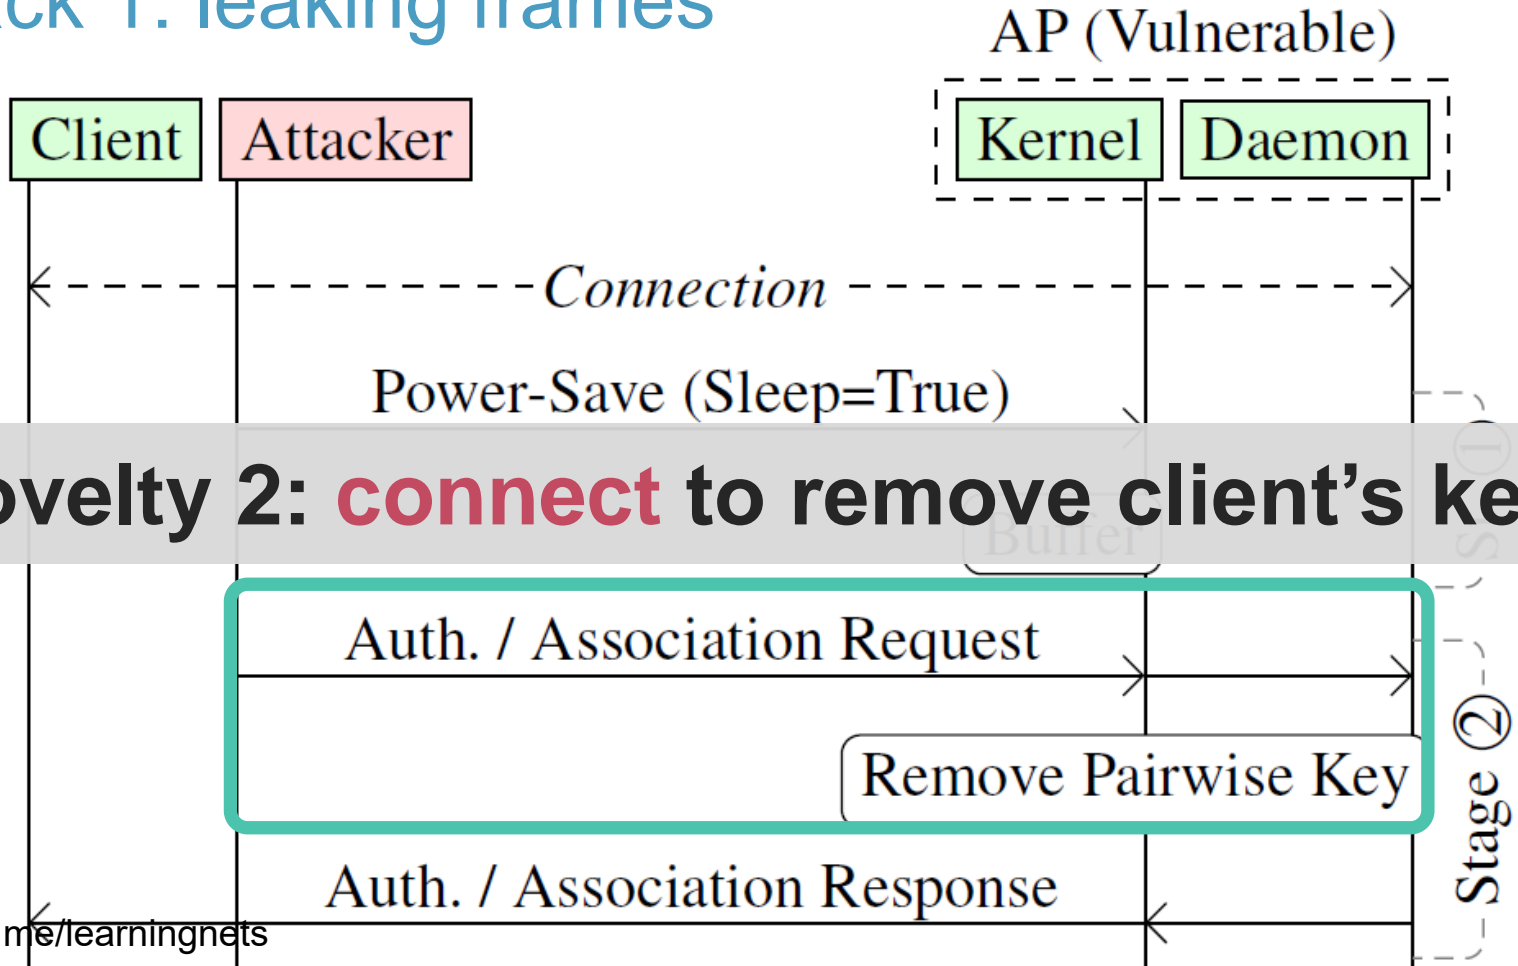 ck 1: leaking frames
AP (Vulnerable)
Client
Attacker
Kernel
Daemon
Connection
Power-Save (Sleep=True)
ovelty 2: connect to remove client’s ke
Buffer
Auth. / Association Request
Remove Pairwise Key
Stage ②
Auth. / Association Response
me/learningnets